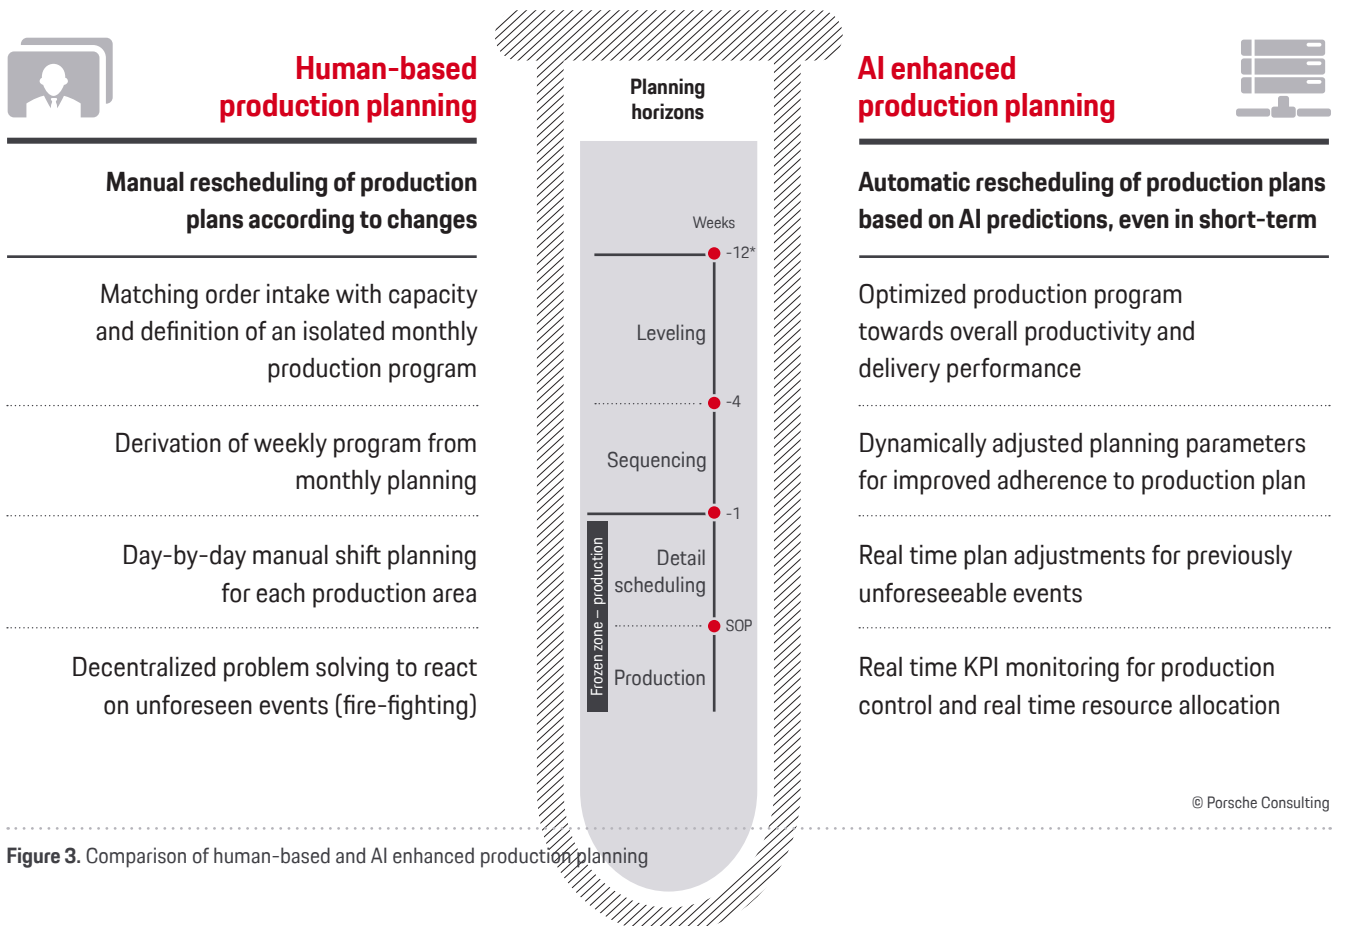 Human-based
production planning
Manual rescheduling of production
plans according to changes
Matching order intake with capacity
and definition of an isolated monthly
production program
Derivation of weekly program from
monthly planning
Day-by-day manual shift planning
for each production area
Decentralized problem solving to react
on unforeseen events (fire-fighting)
Planning
horizons
Weeks
-12*
Leveling
-4
Sequencing
-1
Frozen zone – production
Detail
scheduling
SOP
Production
AI enhanced
production planning
Automatic rescheduling of production plans
based on AI predictions, even in short-term
Optimized production program
towards overall productivity and
delivery performance
Dynamically adjusted planning parameters
for improved adherence to production plan
Real time plan adjustments for previously
unforeseeable events
Real time KPI monitoring for production
control and real time resource allocation
© Porsche Consulting
Figure 3. Comparison of human-based and AI enhanced production planning